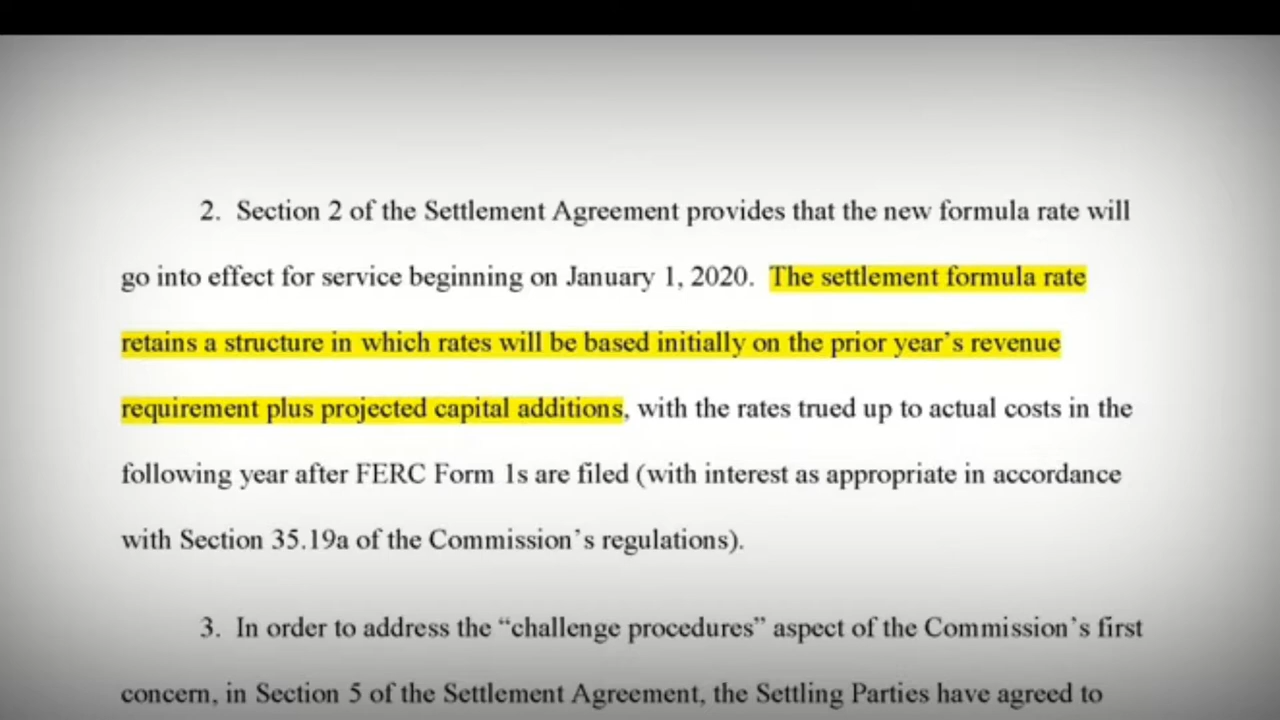 2. Section 2 of the Settlement Agreement provides that the new formula rate will
go into effect for service beginning on January 1, 2020. The settlement formula rate
retains a structure in which rates will be based initially on the prior year’s revenue
requirement plus projected capital additions, with the rates trued up to actual costs in the
following year after FERC Form 1s are filed (with interest as appropriate in accordance
with Section 35.19a of the Commission’s regulations).
3. In order to address the “challenge procedures” aspect of the Commission’s first
concern, in Section 5 of the Settlement Agreement, the Settling Parties have agreed to